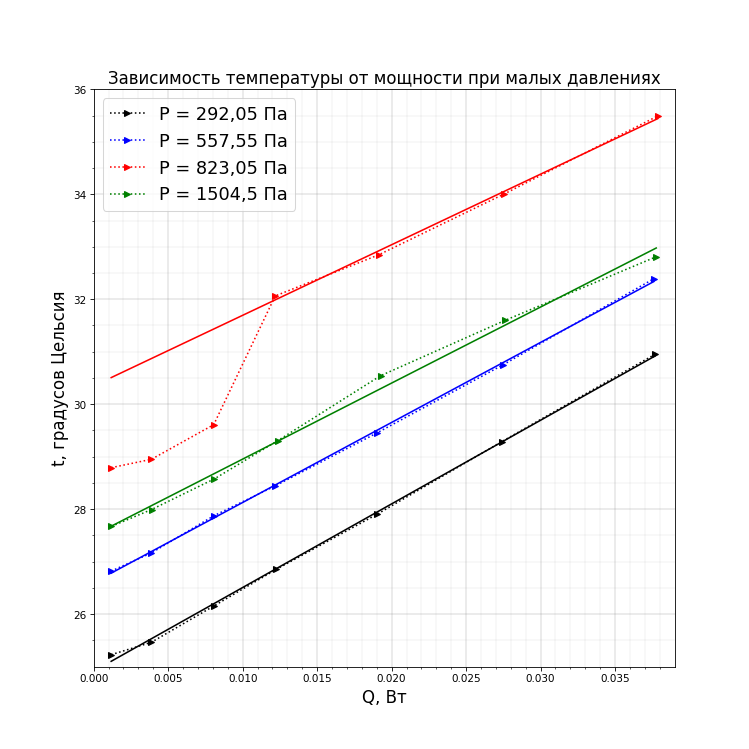 Зависимость температуры от мощности при малых давлениях
P = 292,05 Па
P = 557,55 Па
P = 823,05 Па
P = 1504,5 Па
t, градусов Цельсия
36
34
32
30
28
26
0.000 0.005 0.010 0.015 0.020 0.025 0.030 0.035
Q, Вт